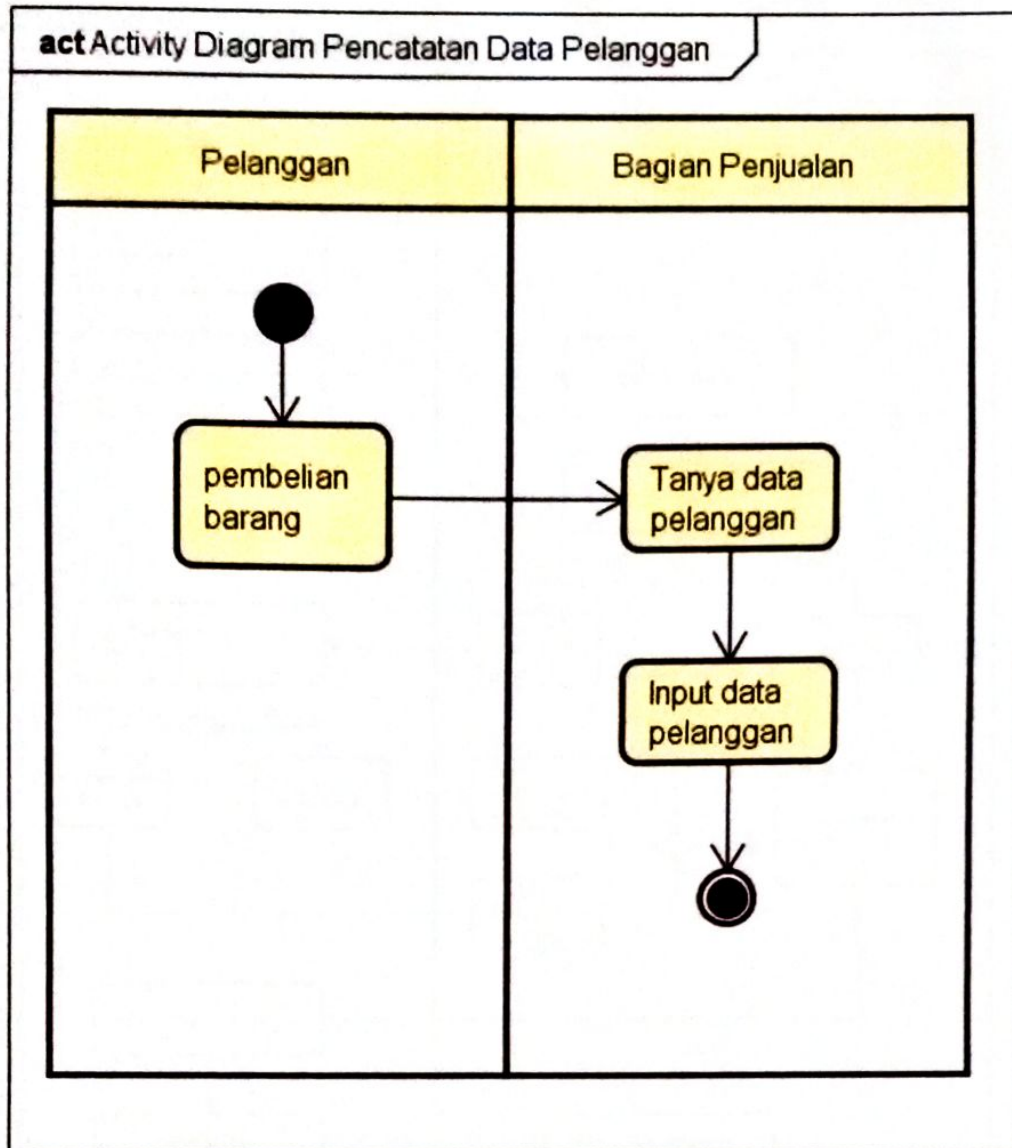 act Activity Diagram Pencatatan Data Pelanggan
Pelanggan
Bagian Penjualan
pembelian
barang
Tanya data
pelanggan
Input data
pelanggan